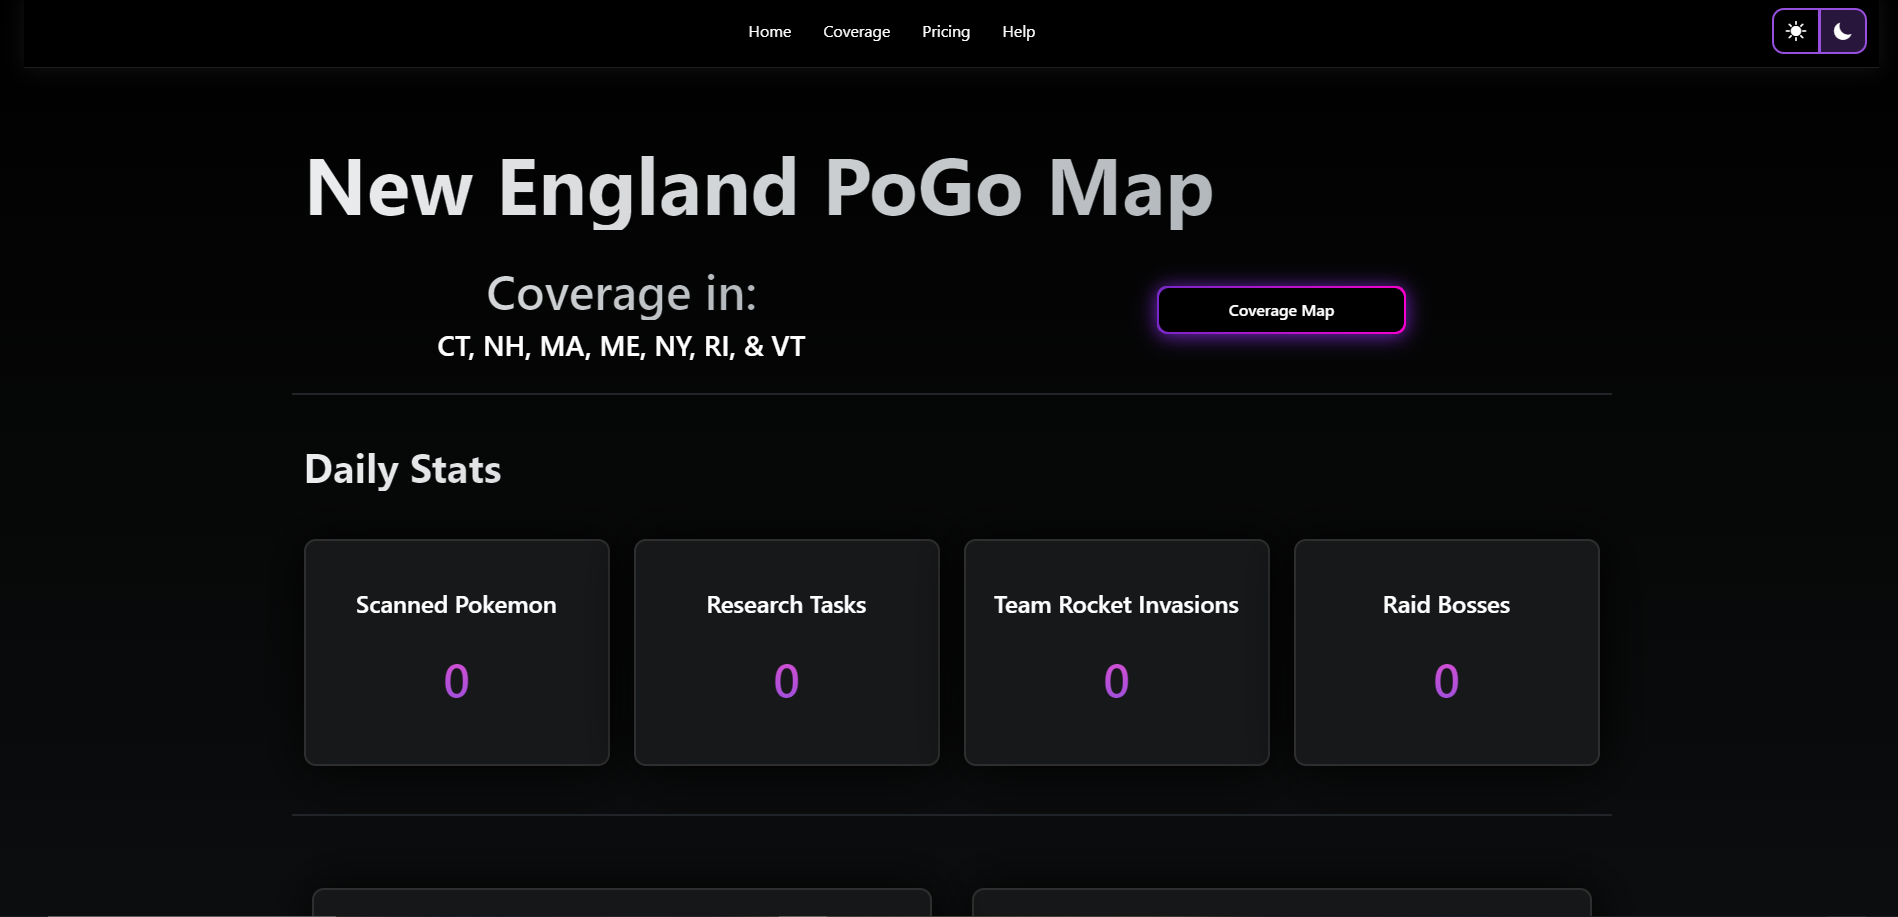 Home Coverage Pricing Help
New England PoGo Map
Coverage in:
CT, NH, MA, ME, NY, RI, & VT
Coverage Map
Daily Stats
Scanned Pokemon
0
Research Tasks
0
Team Rocket Invasions
0
Raid Bosses
0